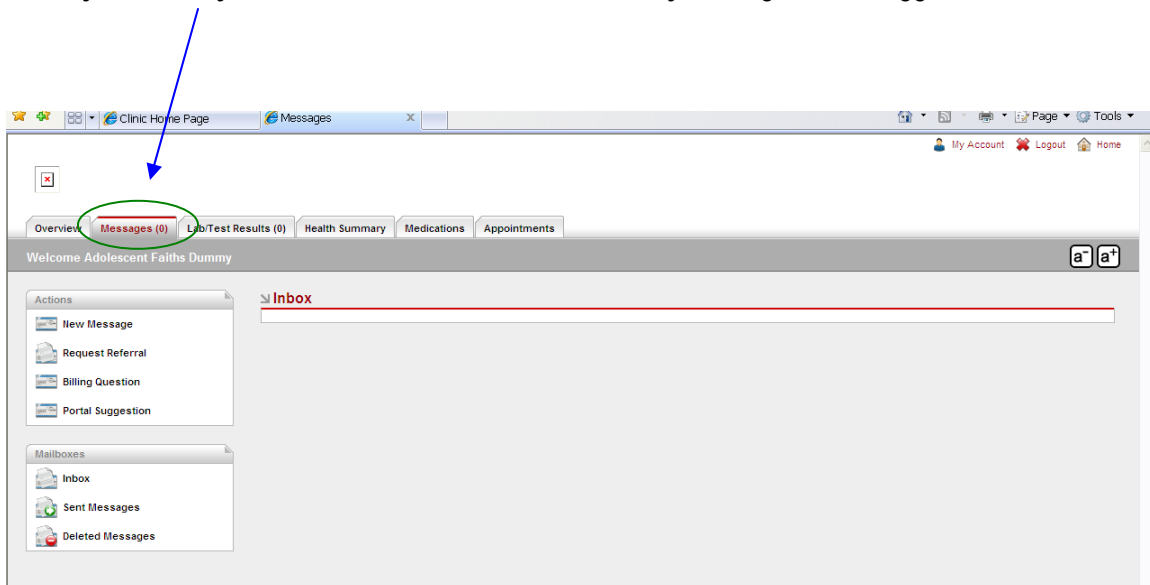 Clinic Home Page Messages x Page Tools
My Account Logout Home
Overview Messages (0) Lab/Test Results (0) Health Summary Medications Appointments
Welcome Adolescent Faiths Dummy a- a+
Actions
New Message
Request Referral
Billing Question
Portal Suggestion
Inbox
Mailboxes
Inbox
Sent Messages
Deleted Messages